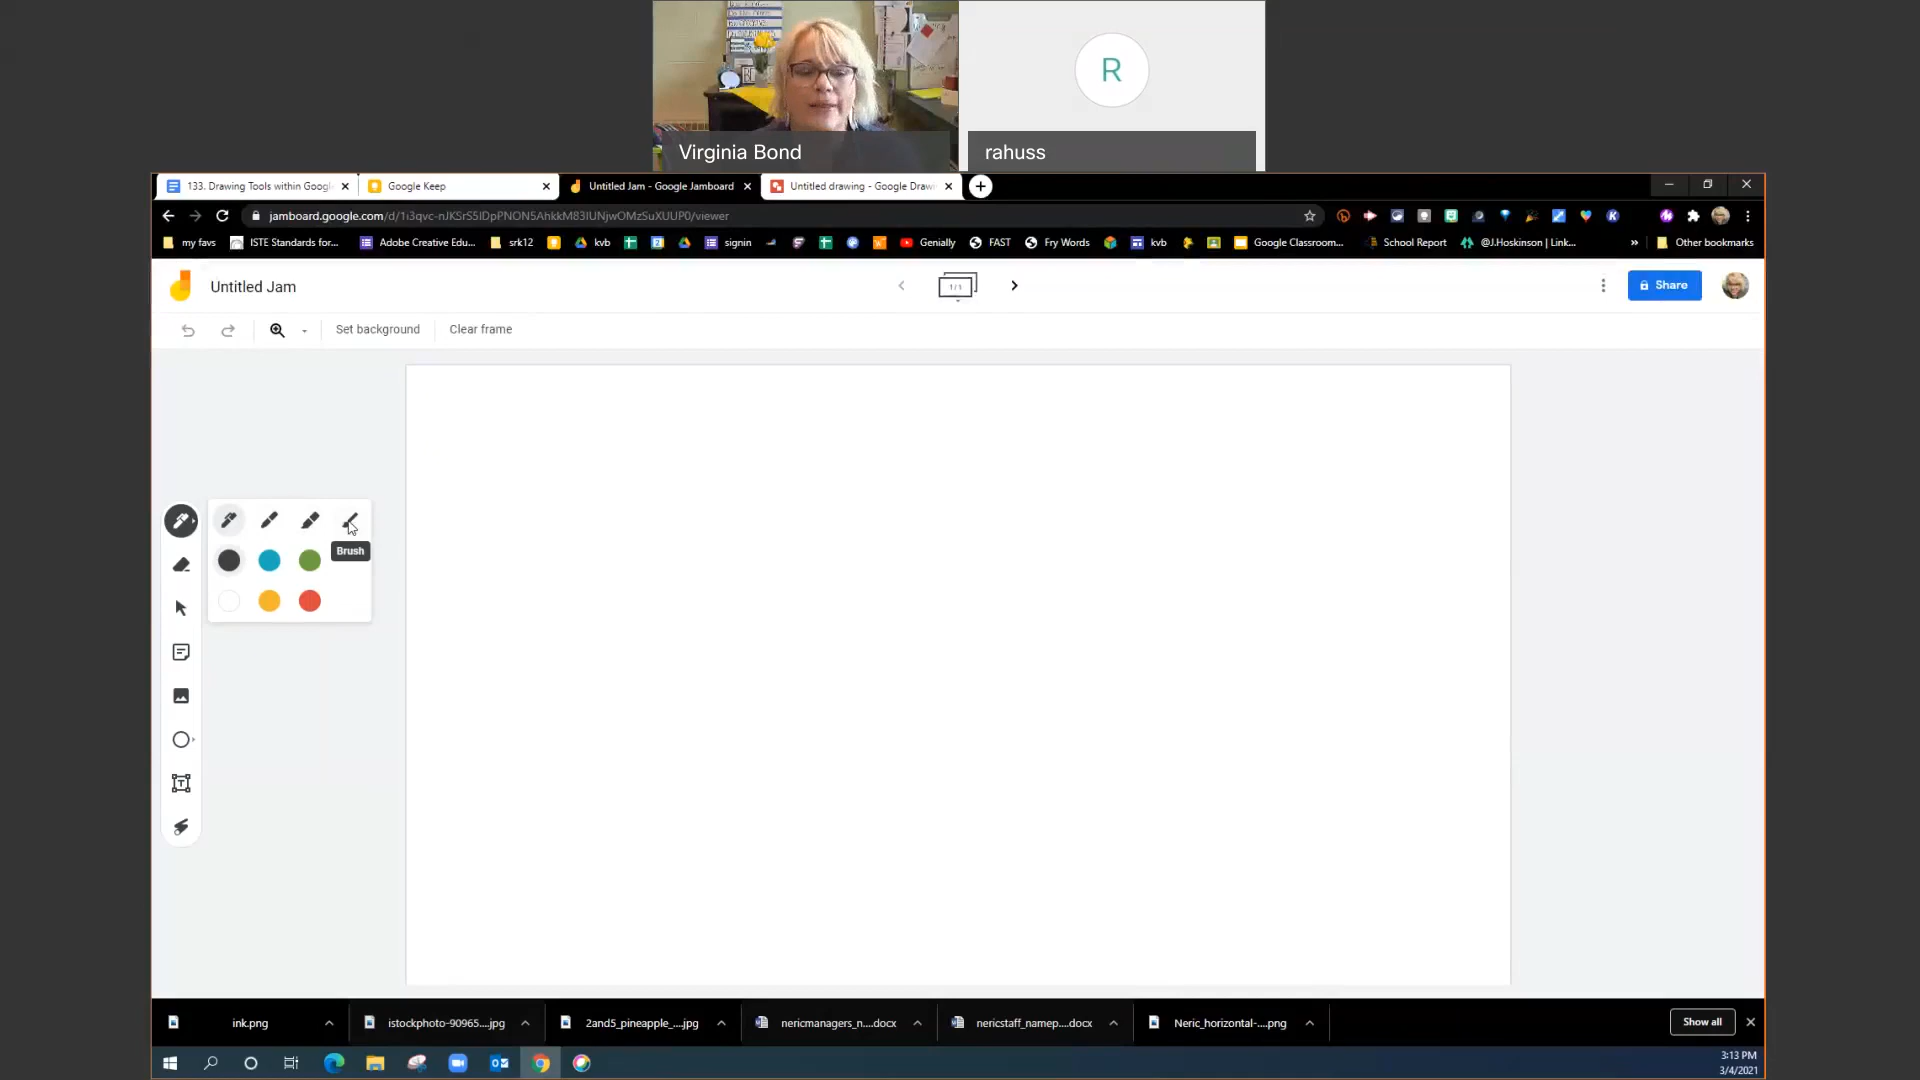 R
Virginia Bond
rahuss
133. Drawing Tools within Googl
Google Keep
Untitled Jam - Google Jamboard
Untitled drawing - Google Draw
jamboard.google.com
my favs
ISTE Standards for...
Adobe Creative Edu...
srk12
kvb
signin
Genially
FAST
Fry Words
kvb
Google Classroom...
School Report
@J.Hoskinson | Link...
»
Other bookmarks
Untitled Jam
1/1
Share
Set background
Clear frame
Brush
ink.png
istockphoto-90965....jpg
2and5_pineapple_....jpg
nericmanagers_n....docx
nericstaff_namep....docx
Neric_horizontal-....png
Show all
3:13 PM
3/4/2021